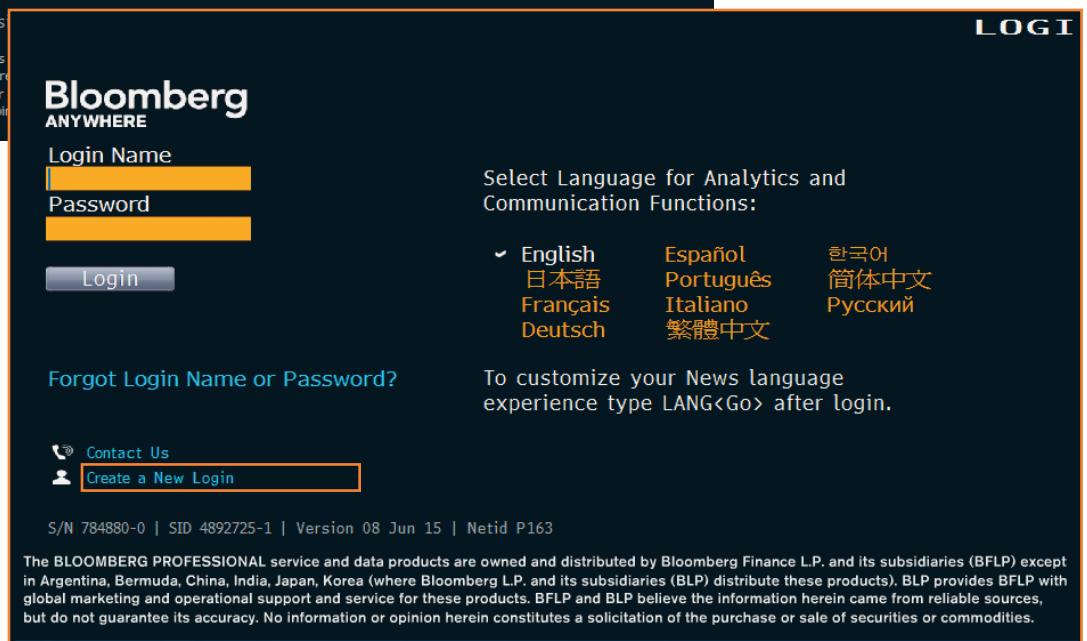 LOGI
Bloomberg
ANYWHERE
Login Name
Password
Login
Select Language for Analytics and
Communication Functions:
English Español 한국어
日本語 Português 简体中文
Français Italiano Русский
Deutsch 繁體中文
Forgot Login Name or Password?
To customize your News language
experience type LANG<Go> after login.
Contact Us
Create a New Login
S/N 784880-0 | SID 4892725-1 | Version 08 Jun 15 | Netid P163
The BLOOMBERG PROFESSIONAL service and data products are owned and distributed by Bloomberg Finance L.P. and its subsidiaries (BFLP) except
in Argentina, Bermuda, China, India, Japan, Korea (where Bloomberg L.P. and its subsidiaries (BLP) distribute these products). BLP provides BFLP with
global marketing and operational support and service for these products. BFLP and BLP believe the information herein came from reliable sources,
but do not guarantee its accuracy. No information or opinion herein constitutes a solicitation of the purchase or sale of securities or commodities.